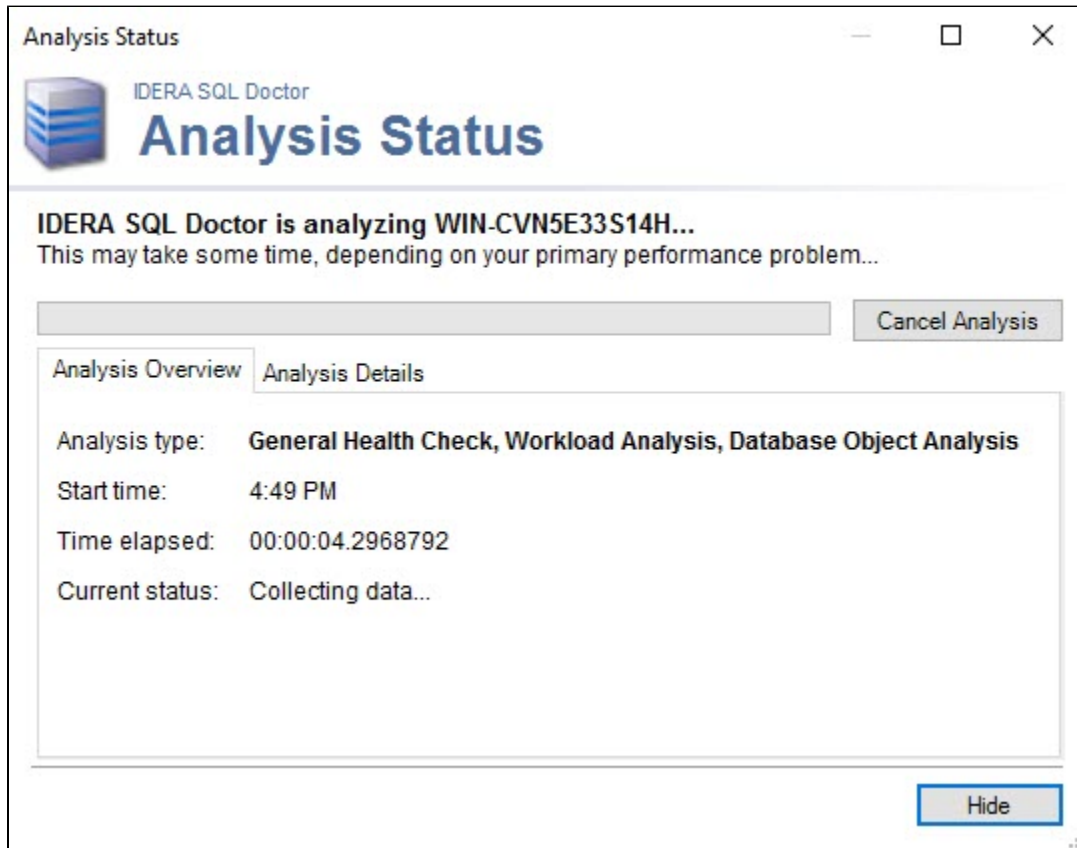 Analysis Status
IDERA SQL Doctor
Analysis Status
IDERA SQL Doctor is analyzing WIN-CVN5E33S14H...
This may take some time, depending on your primary performance problem...
Cancel Analysis
Analysis Overview Analysis Details
Analysis type: General Health Check, Workload Analysis, Database Object Analysis
Start time: 4:49 PM
Time elapsed: 00:00:04.2968792
Current status: Collecting data...
Hide